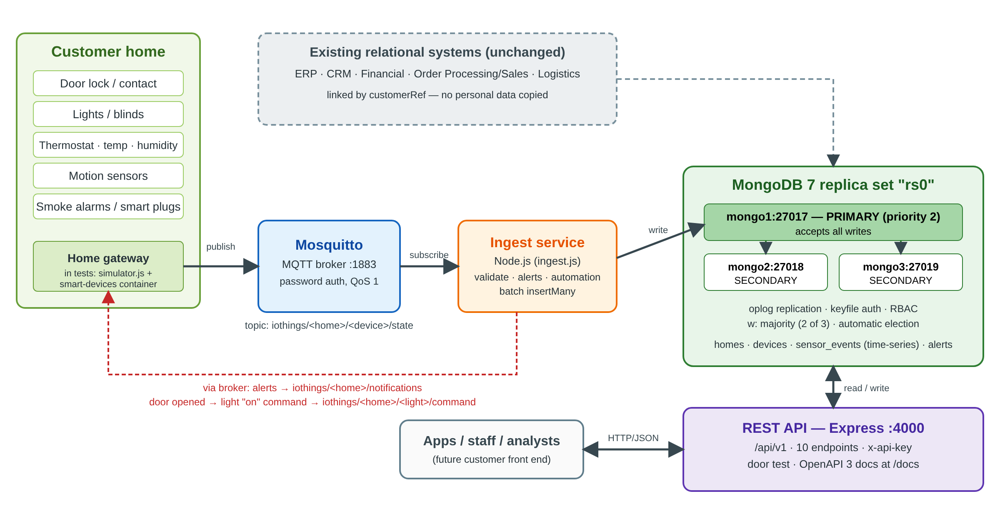 Customer home
Door lock / contact
Lights / blinds
Thermostat · temp · humidity
Motion sensors
Smoke alarms / smart plugs
Home gateway
in tests: simulator.js +
smart-devices container
publish
Existing relational systems (unchanged)
ERP · CRM · Financial · Order Processing/Sales · Logistics
linked by customerRef — no personal data copied
Mosquitto
MQTT broker :1883
password auth, QoS 1
topic: iothings/<home>/<device>/state
subscribe
Ingest service
Node.js (ingest.js)
validate · alerts · automation
batch insertMany
write
MongoDB 7 replica set "rs0"
mongo1:27017 — PRIMARY (priority 2)
accepts all writes
mongo2:27018
SECONDARY
mongo3:27019
SECONDARY
oplog replication · keyfile auth · RBAC
w: majority (2 of 3) · automatic election
homes · devices · sensor_events (time-series) · alerts
via broker: alerts → iothings/<home>/notifications
door opened → light "on" command → iothings/<home>/<light>/command
read / write
Apps / staff / analysts
(future customer front end)
HTTP/JSON
REST API — Express :4000
/api/v1 · 10 endpoints · x-api-key
door test · OpenAPI 3 docs at /docs